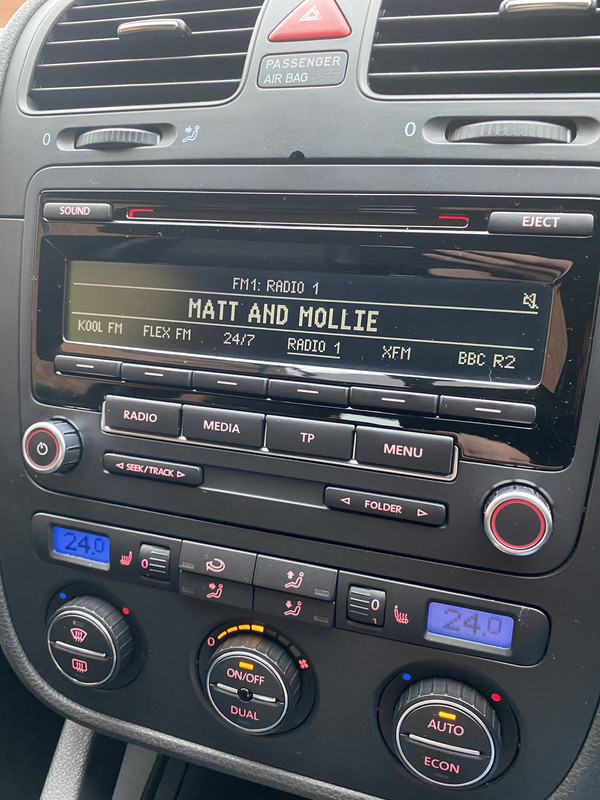 PASSENGER
AIR BAG
0
0
SOUND
EJECT
FM1: RADIO 1
MATT AND MOLLIE
KOOL FM FLEX FM 24/7 RADIO 1 XFM BBC R2
RADIO MEDIA TP MENU
SEEK/TRACK
FOLDER
24.0
0
0
1
24.0
0
ON/OFF
DUAL
AUTO
ECON